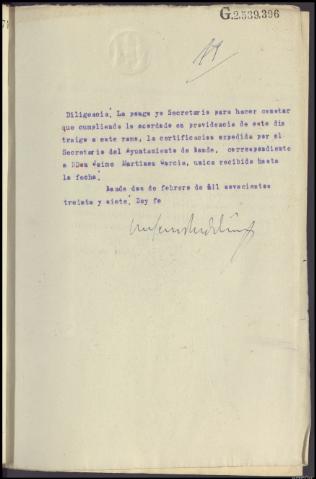 G.2.539.396
Diligencia. La pongo yo Secretario para hacer constar
que cumpliendo lo acordado en providencia de este dia
traigo a este ramo, la certificacion expedida por el
Secretario del Ayuntamiento de Bande, correspondiente
a DDon Jaime Martinez Garcia, unico recibido hasta
la fecha.
Bande dos de febrero de mil novecientos
treinta y siete. Doy fe